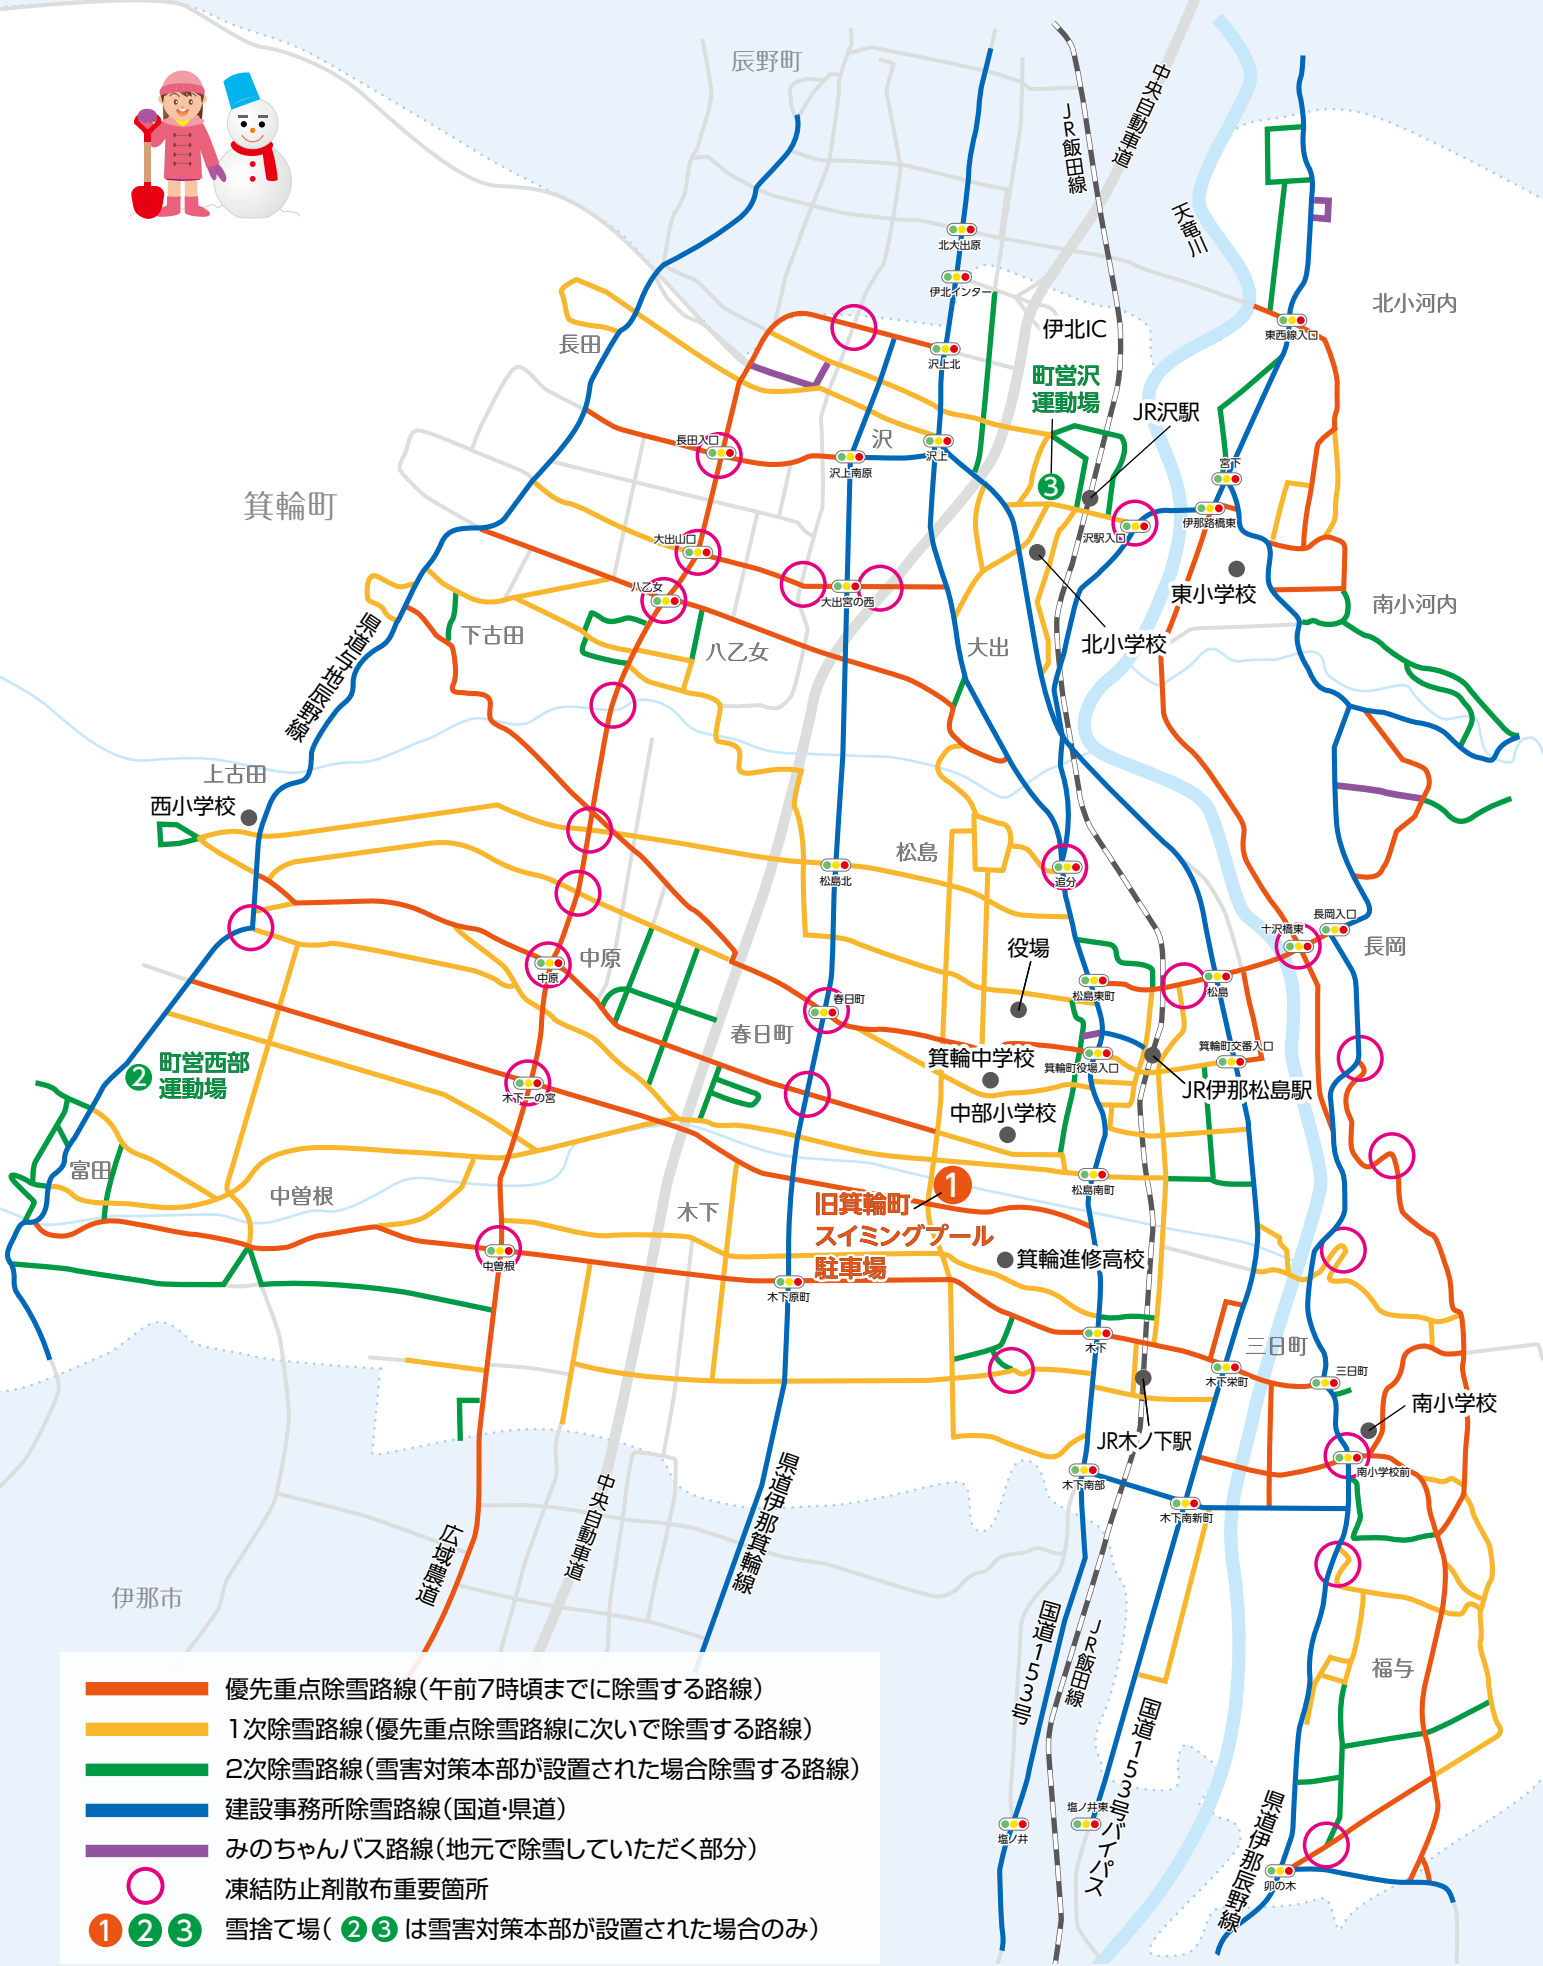 辰野町
中央自動車道
JR飯田線
天竜川
北大出原
伊北インター
北小河内
東西線入口
伊北IC
長田
沢上北
町営沢
運動場
JR沢駅
長田入口
沢
沢上
沢上南原
宮下
3
箕輪町
伊那路橋東
沢駅入口
大出山口
東小学校
八乙女
大出宮の西
南小河内
下古田
北小学校
八乙女
大出
県道与地辰野線
上古田
西小学校
松島
松島北
追分
長岡入口
十沢橋東
長岡
役場
中原
中原
松島東町
松島
春日町
春日町
箕輪町交番入口
箕輪中学校
箕輪町役場入口
2
町営西部
運動場
JR伊那松島駅
木下一の宮
中部小学校
富田
中曽根
松島南町
1
旧箕輪町
スイミングプール
駐車場
木下
箕輪進修高校
中曽根
木下原町
木下
三日町
三日町
木下栄町
南小学校
JR木ノ下駅
南小学校前
木下南部
木下南新町
県道伊那箕輪線
中央自動車道
広域農道
伊那市
国道153号
JR飯田線
福与
国道153号バイパス
塩ノ井東
塩ノ井
県道伊那辰野線
卯の木
優先重点除雪路線(午前7時頃までに除雪する路線)
1次除雪路線(優先重点除雪路線に次いで除雪する路線)
2次除雪路線(雪害対策本部が設置された場合除雪する路線)
建設事務所除雪路線(国道・県道)
みのちゃんバス路線(地元で除雪していただく部分)
凍結防止剤散布重要箇所
1 2 3 雪捨て場( 2 3 は雪害対策本部が設置された場合のみ)